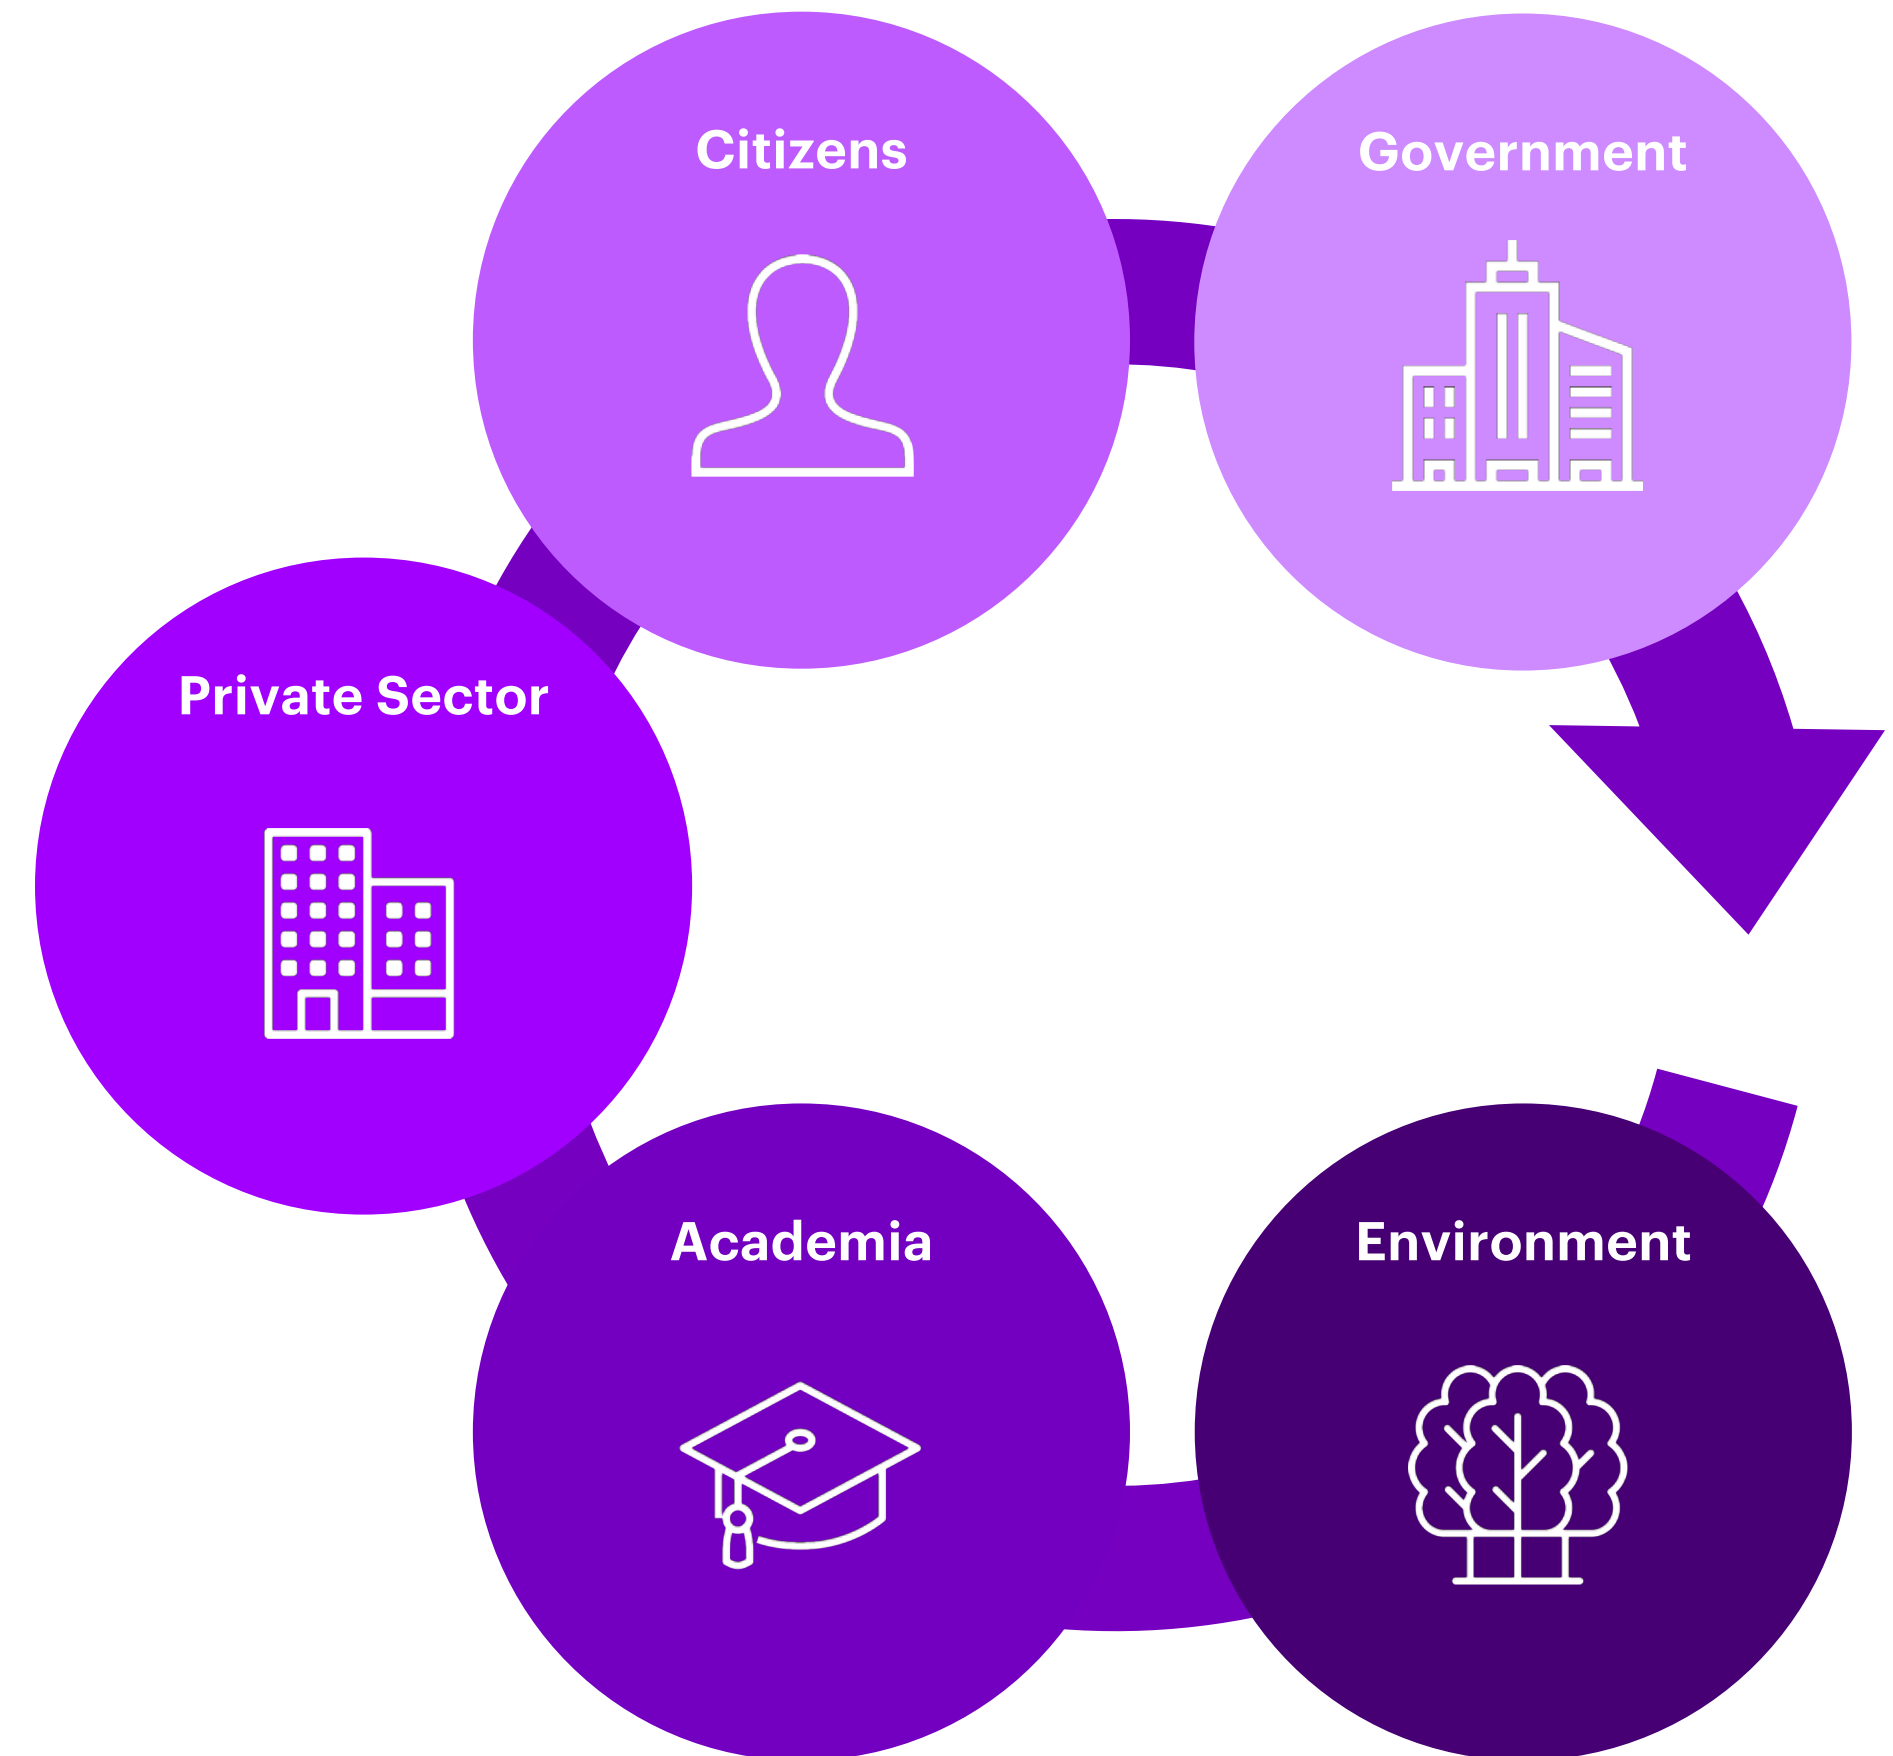 Citizens
Government
Private Sector
Academia
Environment